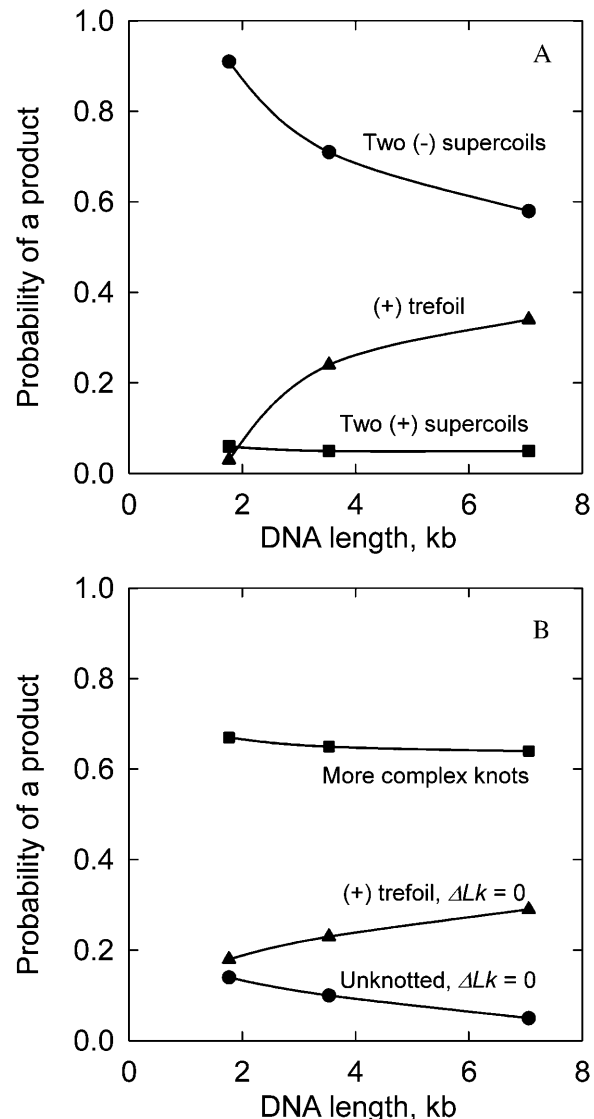 A
Probability of a product
1.0
0.8
0.6
0.4
0.2
0.0
Two (-) supercoils
(+) trefoil
Two (+) supercoils
0 2 4 6 8
DNA length, kb
B
Probability of a product
1.0
0.8
0.6
0.4
0.2
0.0
More complex knots
(+) trefoil, ΔLk = 0
Unknotted, ΔLk = 0
0 2 4 6 8
DNA length, kb